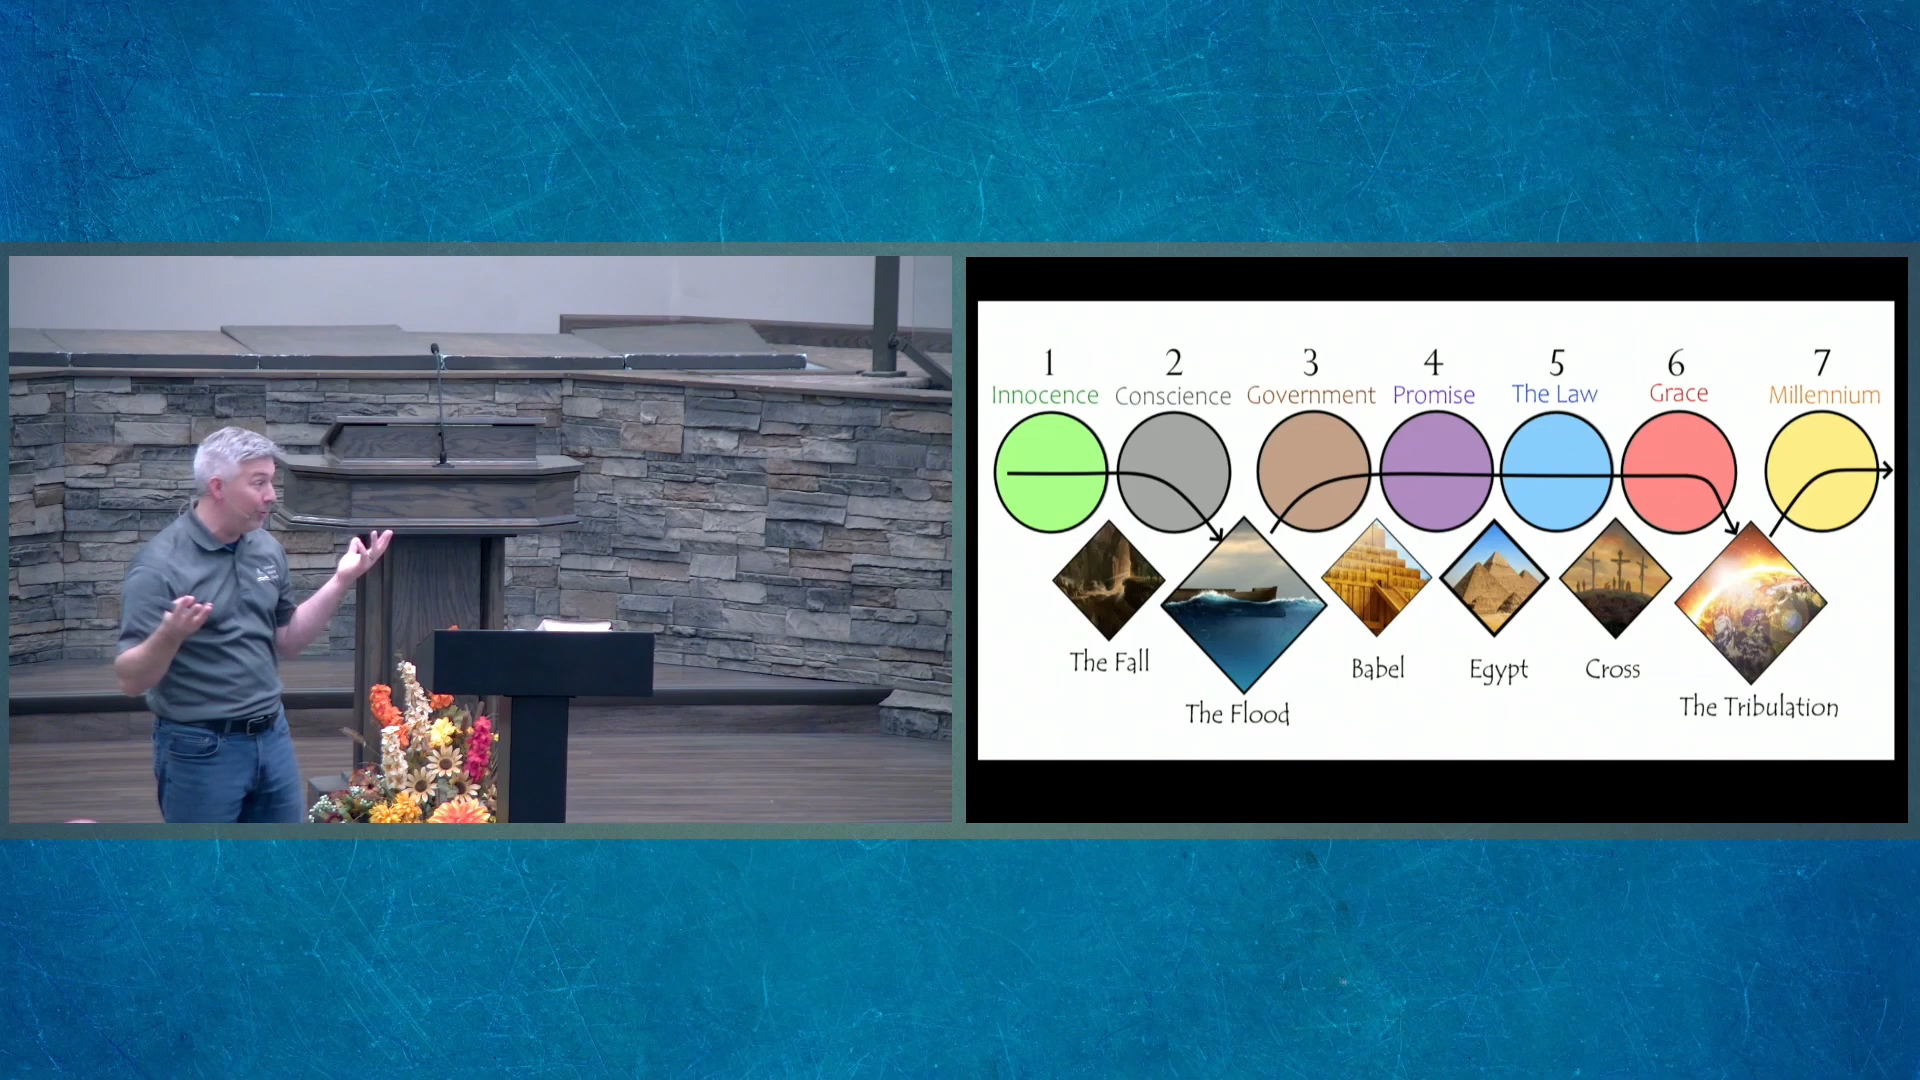 1 2 3 4 5 6 7
Innocence Conscience Government Promise The Law Grace Millennium
The Fall Babel Egypt Cross
The Flood The Tribulation